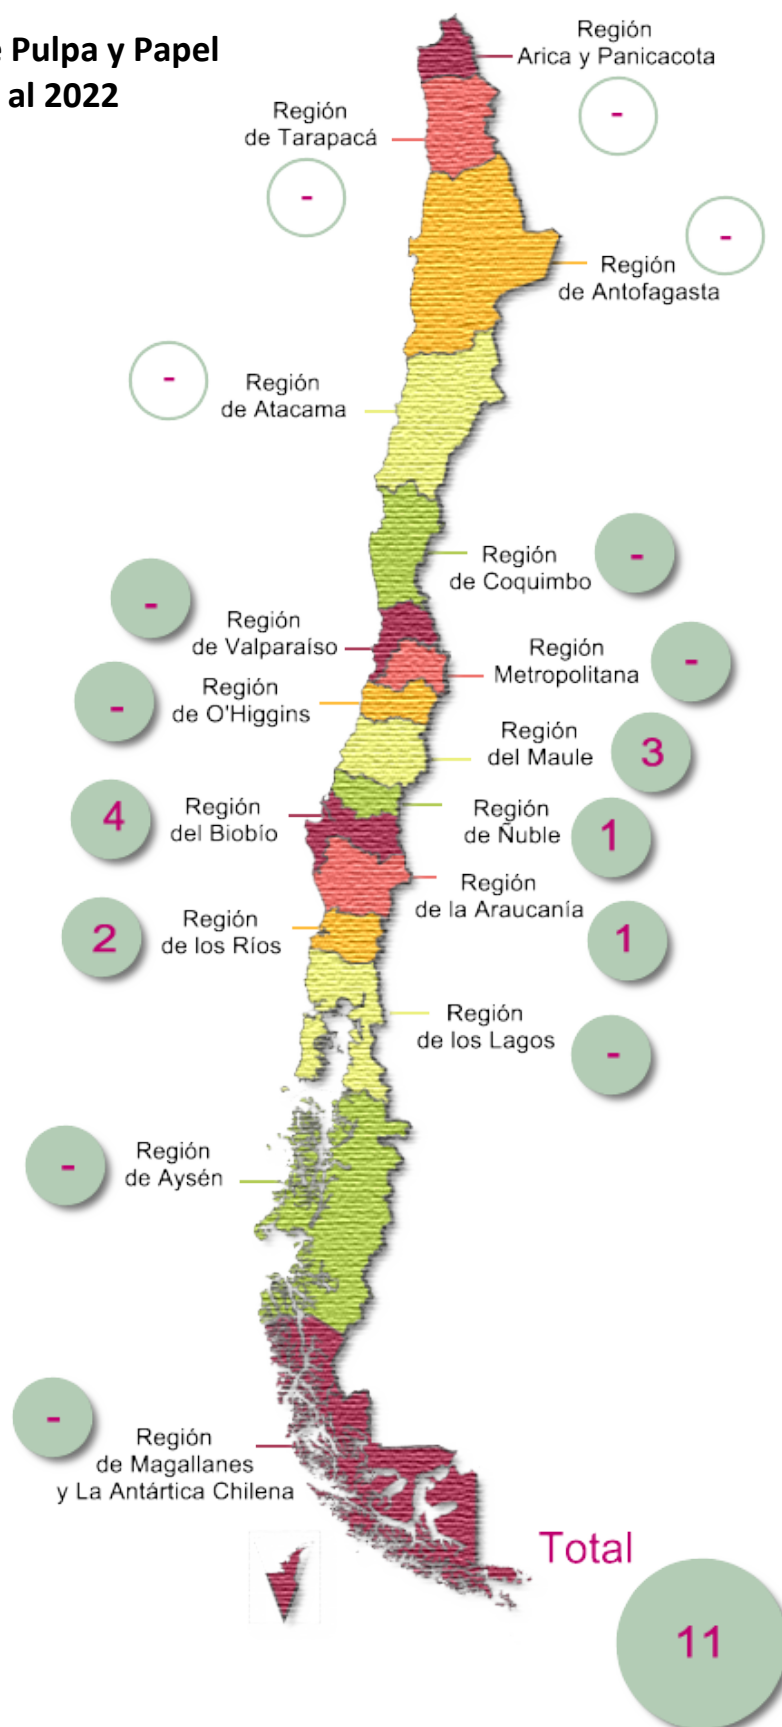 e Pulpa y Papel
al 2022
Región
Arica y Panicacota
-
Región
de Tarapacá
-
-
Región
de Antofagasta
-
Región
de Atacama
Región
de Coquimbo
-
-
Región
de Valparaíso
Región
Metropolitana
-
-
Región
de O'Higgins
Región
del Maule
3
4
Región
del Biobío
Región
de Ñuble
1
Región
de la Araucanía
1
2
Región
de los Ríos
Región
de los Lagos
-
-
Región
de Aysén
-
Región
de Magallanes
y La Antártica Chilena
Total
11